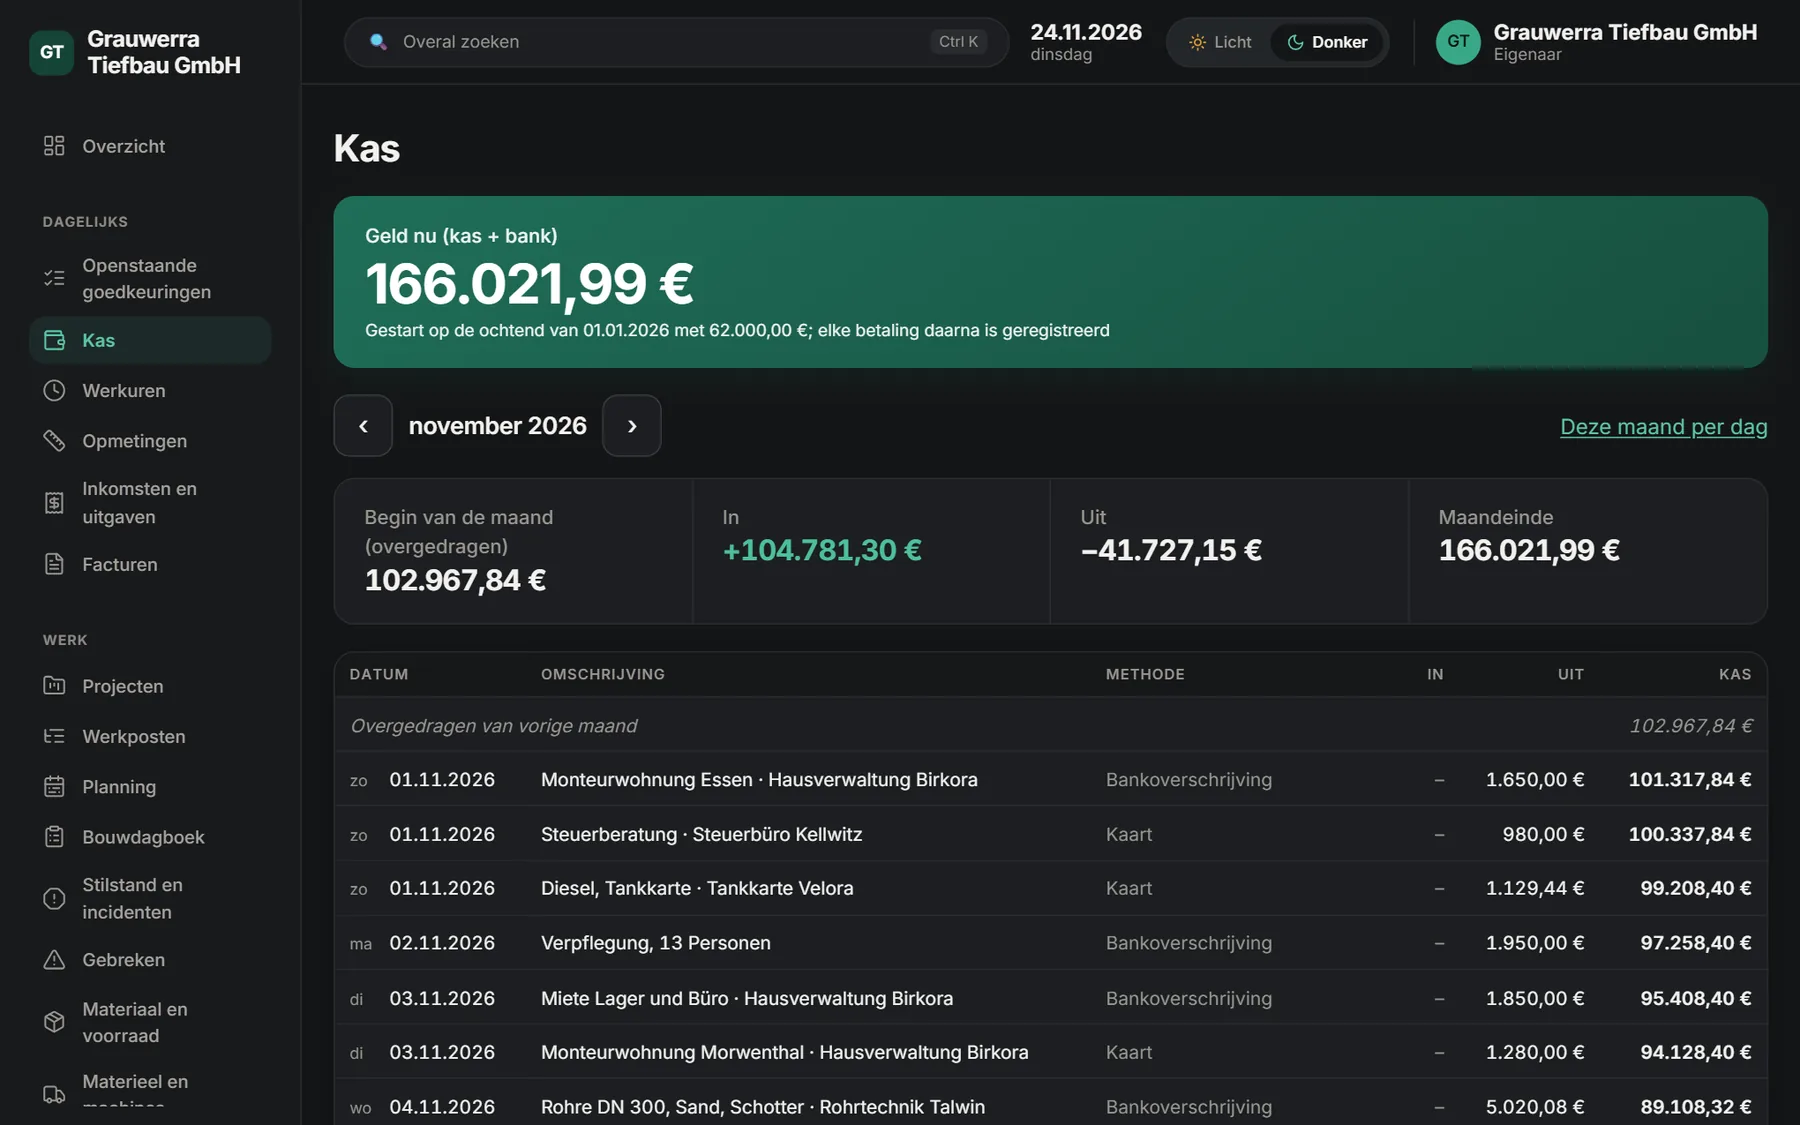 GT
Grauwerra
Tiefbau GmbH
Overal zoeken
Ctrl K
24.11.2026
dinsdag
Licht
Donker
GT
Grauwerra Tiefbau GmbH
Eigenaar
Overzicht
DAGELIJKS
Openstaande
goedkeuringen
Kas
Werkuren
Opmetingen
Inkomsten en
uitgaven
Facturen
WERK
Projecten
Werkposten
Planning
Bouwdagboek
Stilstand en
incidenten
Gebreken
Materiaal en
voorraad
Materieel en
Kas
Geld nu (kas + bank)
166.021,99 €
Gestart op de ochtend van 01.01.2026 met 62.000,00 €; elke betaling daarna is geregistreerd
‹ november 2026 ›
Deze maand per dag
Begin van de maand
(overgedragen)
102.967,84 €
In
+104.781,30 €
Uit
−41.727,15 €
Maandeinde
166.021,99 €
DATUM OMSCHRIJVING METHODE IN UIT KAS
Overgedragen van vorige maand 102.967,84 €
zo 01.11.2026 Monteurwohnung Essen · Hausverwaltung Birkora Bankoverschrijving – 1.650,00 € 101.317,84 €
zo 01.11.2026 Steuerberatung · Steuerbüro Kellwitz Kaart – 980,00 € 100.337,84 €
zo 01.11.2026 Diesel, Tankkarte · Tankkarte Velora Kaart – 1.129,44 € 99.208,40 €
ma 02.11.2026 Verpflegung, 13 Personen Bankoverschrijving – 1.950,00 € 97.258,40 €
di 03.11.2026 Miete Lager und Büro · Hausverwaltung Birkora Bankoverschrijving – 1.850,00 € 95.408,40 €
di 03.11.2026 Monteurwohnung Morwenthal · Hausverwaltung Birkora Kaart – 1.280,00 € 94.128,40 €
wo 04.11.2026 Rohre DN 300, Sand, Schotter · Rohrtechnik Talwin Bankoverschrijving – 5.020,08 € 89.108,32 €